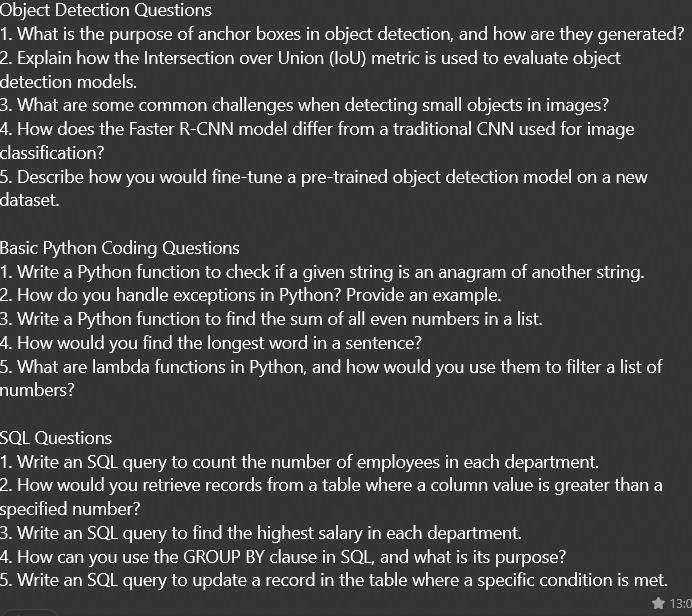 Object Detection Questions
1. What is the purpose of anchor boxes in object detection, and how are they generated?
2. Explain how the Intersection over Union (IoU) metric is used to evaluate object
detection models.
3. What are some common challenges when detecting small objects in images?
4. How does the Faster R-CNN model differ from a traditional CNN used for image
classification?
5. Describe how you would fine-tune a pre-trained object detection model on a new
dataset.
Basic Python Coding Questions
1. Write a Python function to check if a given string is an anagram of another string.
2. How do you handle exceptions in Python? Provide an example.
3. Write a Python function to find the sum of all even numbers in a list.
4. How would you find the longest word in a sentence?
5. What are lambda functions in Python, and how would you use them to filter a list of
numbers?
SQL Questions
1. Write an SQL query to count the number of employees in each department.
2. How would you retrieve records from a table where a column value is greater than a
specified number?
3. Write an SQL query to find the highest salary in each department.
4. How can you use the GROUP BY clause in SQL, and what is its purpose?
5. Write an SQL query to update a record in the table where a specific condition is met.